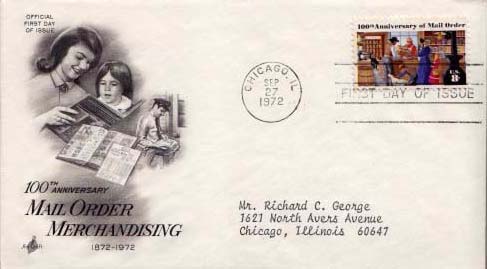 OFFICIAL
FIRST DAY
OF ISSUE
100th Anniversary of Mail Order
U.S.
8c
CHICAGO, IL
SEP
27
1972
FIRST DAY OF ISSUE
100TH
ANNIVERSARY
MAIL ORDER
MERCHANDISING
1872-1972
ArtCraft
Mr. Richard C. George
1621 North Avers Avenue
Chicago, Illinois 60647